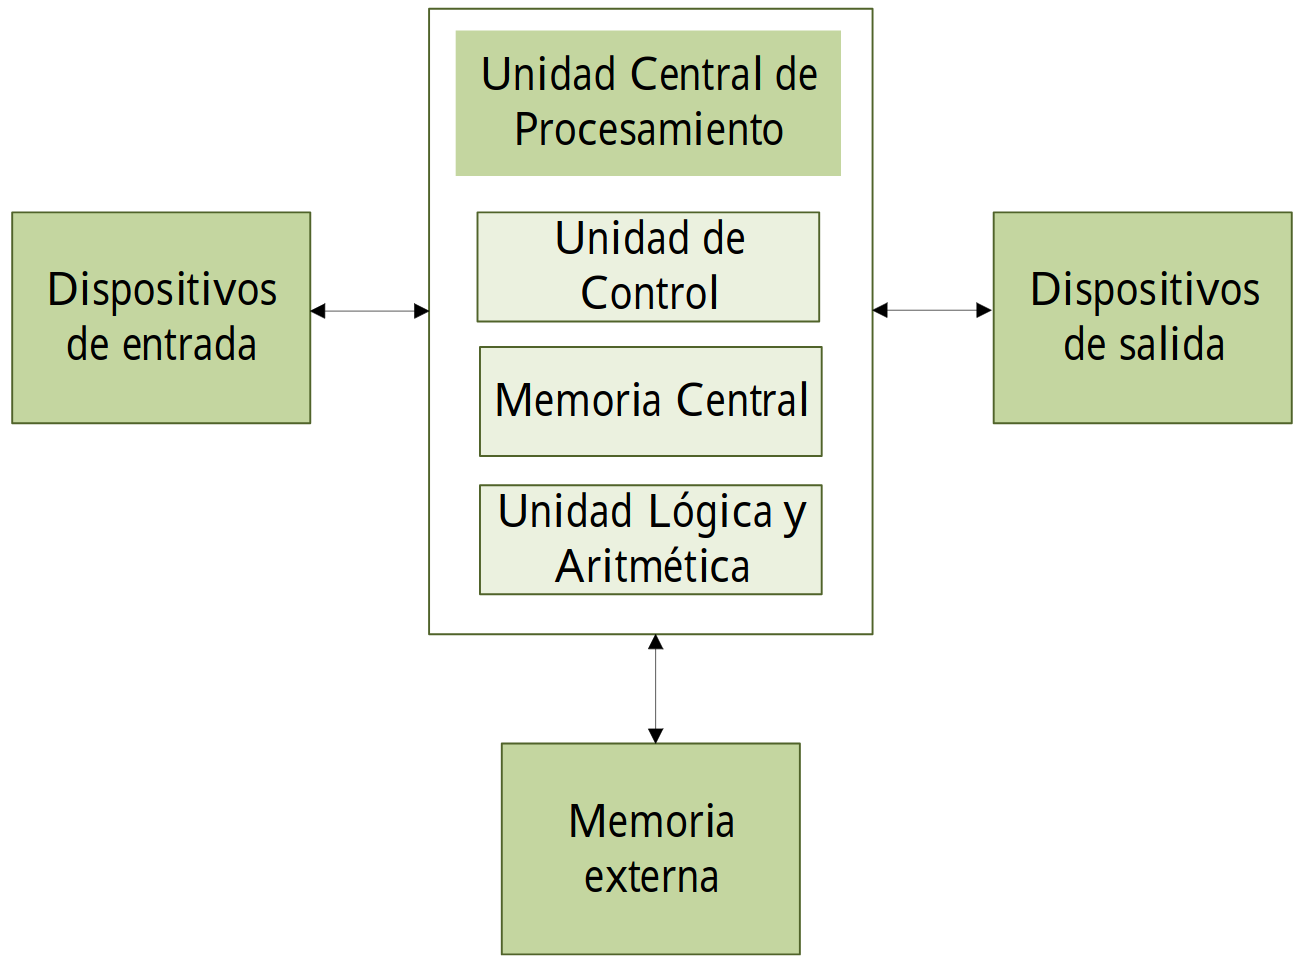 Unidad Central de
Procesamiento
Unidad de
Control
Memoria Central
Unidad Lógica y
Aritmética
Dispositivos
de entrada
Dispositivos
de salida
Memoria
externa